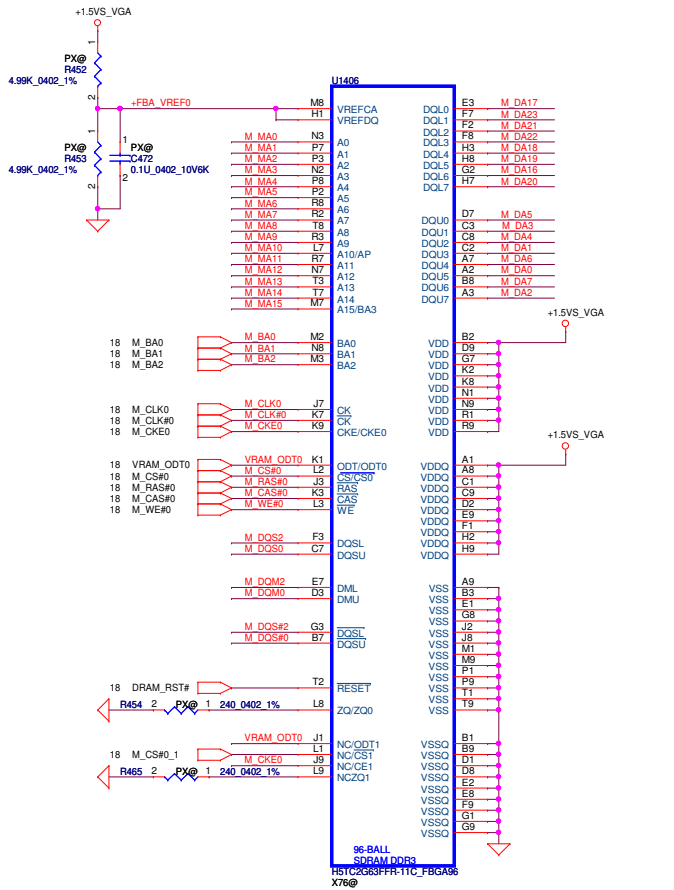 +1.5VS_VGA
1
PX@
R452
4.99K_0402_1%
2
+FBA_VREF0
1
PX@
R453
4.99K_0402_1%
2
1
PX@
C472
0.1U_0402_10V6K
2
U1406
M8 VREFCA
H1 VREFDQ
M_MA0 N3 A0
M_MA1 P7 A1
M_MA2 P3 A2
M_MA3 N2 A3
M_MA4 P8 A4
M_MA5 P2 A5
M_MA6 R8 A6
M_MA7 R2 A7
M_MA8 T8 A8
M_MA9 R3 A9
M_MA10 L7 A10/AP
M_MA11 R7 A11
M_MA12 N7 A12
M_MA13 T3 A13
M_MA14 T7 A14
M_MA15 M7 A15/BA3
18 M_BA0 M_BA0 M2 BA0
18 M_BA1 M_BA1 N8 BA1
18 M_BA2 M_BA2 M3 BA2
18 M_CLK0 J7 CK
18 M_CLK#0 K7 CK
18 M_CKE0 K9 CKE/CKE0
18 VRAM_ODT0 VRAM_ODT0 K1 ODT/ODT0
18 M_CS#0 M_CS#0 L2 CS/CS0
18 M_RAS#0 M_RAS#0 J3 RAS
18 M_CAS#0 M_CAS#0 K3 CAS
18 M_WE#0 M_WE#0 L3 WE
M_DQS2 F3 DQSL
M_DQS0 C7 DQSU
M_DQM2 E7 DML
M_DQM0 D3 DMU
M_DQS#2 G3 DQSL
M_DQS#0 B7 DQSU
18 DRAM_RST# T2 RESET
R454 2 PX@ 1 240_0402_1% L8 ZQ/ZQ0
VRAM_ODT0 J1 NC/ODT1
18 M_CS#0_1 L1 NC/CS1
M_CKE0 J9 NC/CE1
R465 2 PX@ 1 240_0402_1% L9 NCZQ1
DQL0 E3 M_DA17
DQL1 F7 M_DA23
DQL2 F2 M_DA21
DQL3 F8 M_DA22
DQL4 H3 M_DA18
DQL5 H8 M_DA19
DQL6 G2 M_DA16
DQL7 H7 M_DA20
DQU0 D7 M_DA5
DQU1 C3 M_DA3
DQU2 C8 M_DA4
DQU3 C2 M_DA1
DQU4 A7 M_DA6
DQU5 A2 M_DA0
DQU6 B8 M_DA7
DQU7 A3 M_DA2
+1.5VS_VGA
VDD B2
VDD D9
VDD G7
VDD K2
VDD K8
VDD N1
VDD N9
VDD R1
VDD R9
+1.5VS_VGA
VDDQ A1
VDDQ A8
VDDQ C1
VDDQ C9
VDDQ D2
VDDQ E9
VDDQ F1
VDDQ H2
VDDQ H9
VSS A9
VSS B3
VSS E1
VSS G8
VSS J2
VSS J8
VSS M1
VSS M9
VSS P1
VSS P9
VSS T1
VSS T9
VSSQ B1
VSSQ B9
VSSQ D1
VSSQ D8
VSSQ E2
VSSQ E8
VSSQ F9
VSSQ G1
VSSQ G9
96-BALL
SDRAM DDR3
H5TC2G63FFR-11C_FBGA96
X76@